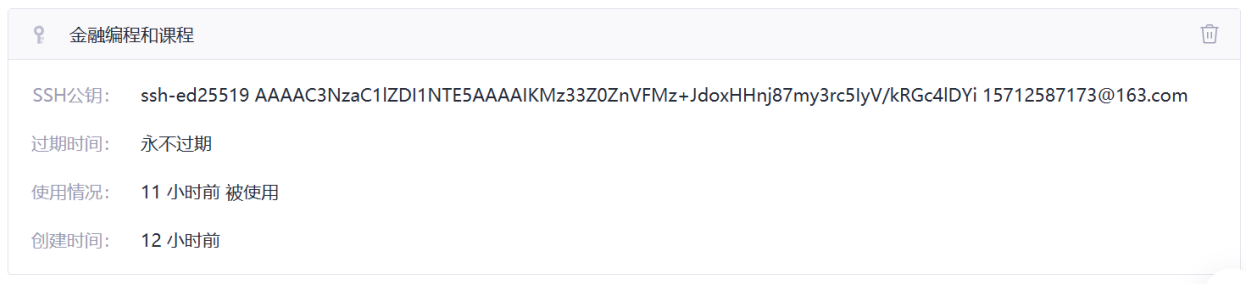 金融编程和课程
SSH公钥： ssh-ed25519 AAAAC3NzaC1lZDI1NTE5AAAAIKMz33Z0ZnVFMz+JdoxHHnj87my3rc5IyV/kRGc4lDYi 15712587173@163.com
过期时间： 永不过期
使用情况： 11 小时前 被使用
创建时间： 12 小时前